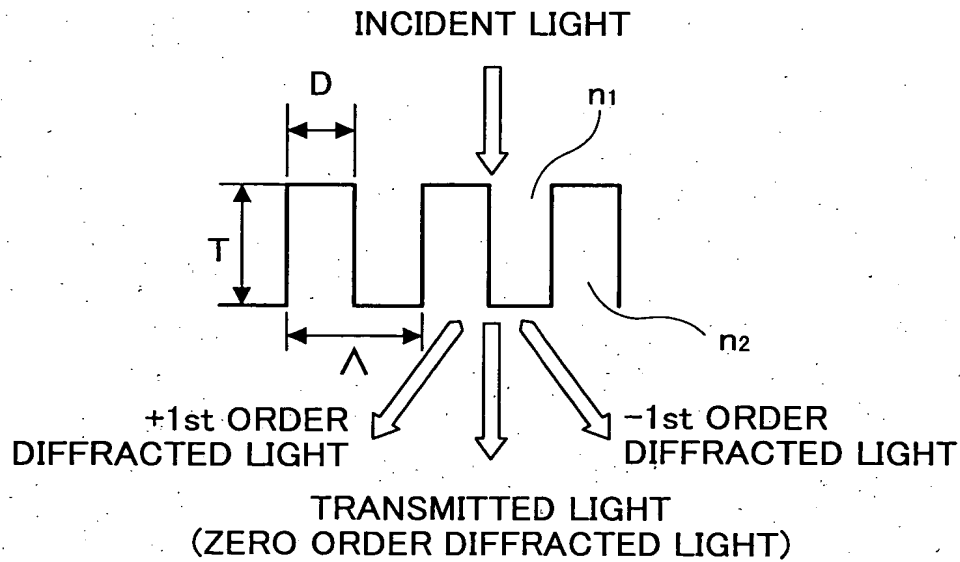 INCIDENT LIGHT
D
n1
T
Λ
n2
+1st ORDER
DIFFRACTED LIGHT
-1st ORDER
DIFFRACTED LIGHT
TRANSMITTED LIGHT
(ZERO ORDER DIFFRACTED LIGHT)